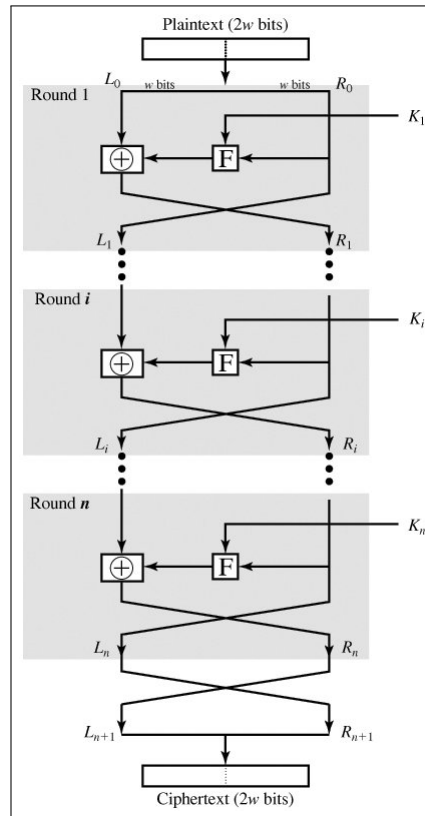 Plaintext (2w bits)
L0 w bits w bits R0
Round 1
K1
+ F
L1 R1
Round i
Ki
+ F
Li Ri
Round n
Kn
+ F
Ln Rn
Ln+1 Rn+1
Ciphertext (2w bits)